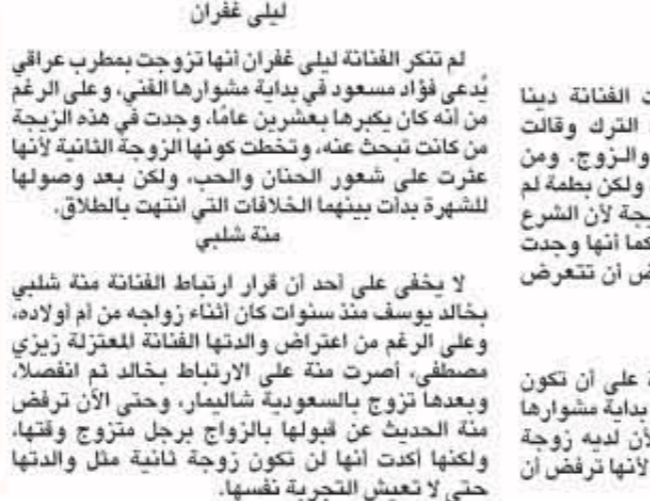 ليلى غفران
لم تنكر الفنانة ليلى غفران أنها تزوجت بمطرب عراقي
يُدعى فؤاد مسعود في بداية مشوارها الفني، وعلى الرغم
من أنه كان يكبرها بعشرين عامًا، وجدت في هذه الزيجة
من كانت تبحث عنه، وتخطت كونها الزوجة الثانية لأنها
عثرت على شعور الحنان والحب، ولكن بعد وصولها
للشهرة بدأت بينهما الخلافات التي انتهت بالطلاق.
منة شلبي
لا يخفى على أحد أن قرار ارتباط الفنانة منة شلبي
بخالد يوسف منذ سنوات كان أثناء زواجه من أم أولاده،
وعلى الرغم من اعتراض والدتها الفنانة المعتزلة زيزي
مصطفى، أصرت منة على الارتباط بخالد ثم انفصلا،
وبعدها تزوج بالسعودية شاليمار، وحتى الآن ترفض
منة الحديث عن قبولها بالزواج برجل متزوج وقتها،
ولكنها أكدت أنها لن تكون زوجة ثانية مثل والدتها
حتى لا تعيش التجربة نفسها.
الفنانة دينا
الترك وقالت
والزوج. ومن
ولكن بطمة لم
يجة لأن الشرع
كما أنها وجدت
أن تتعرض
على أن تكون
بداية مشوارها
لأن لديه زوجة
لأنها ترفض أن